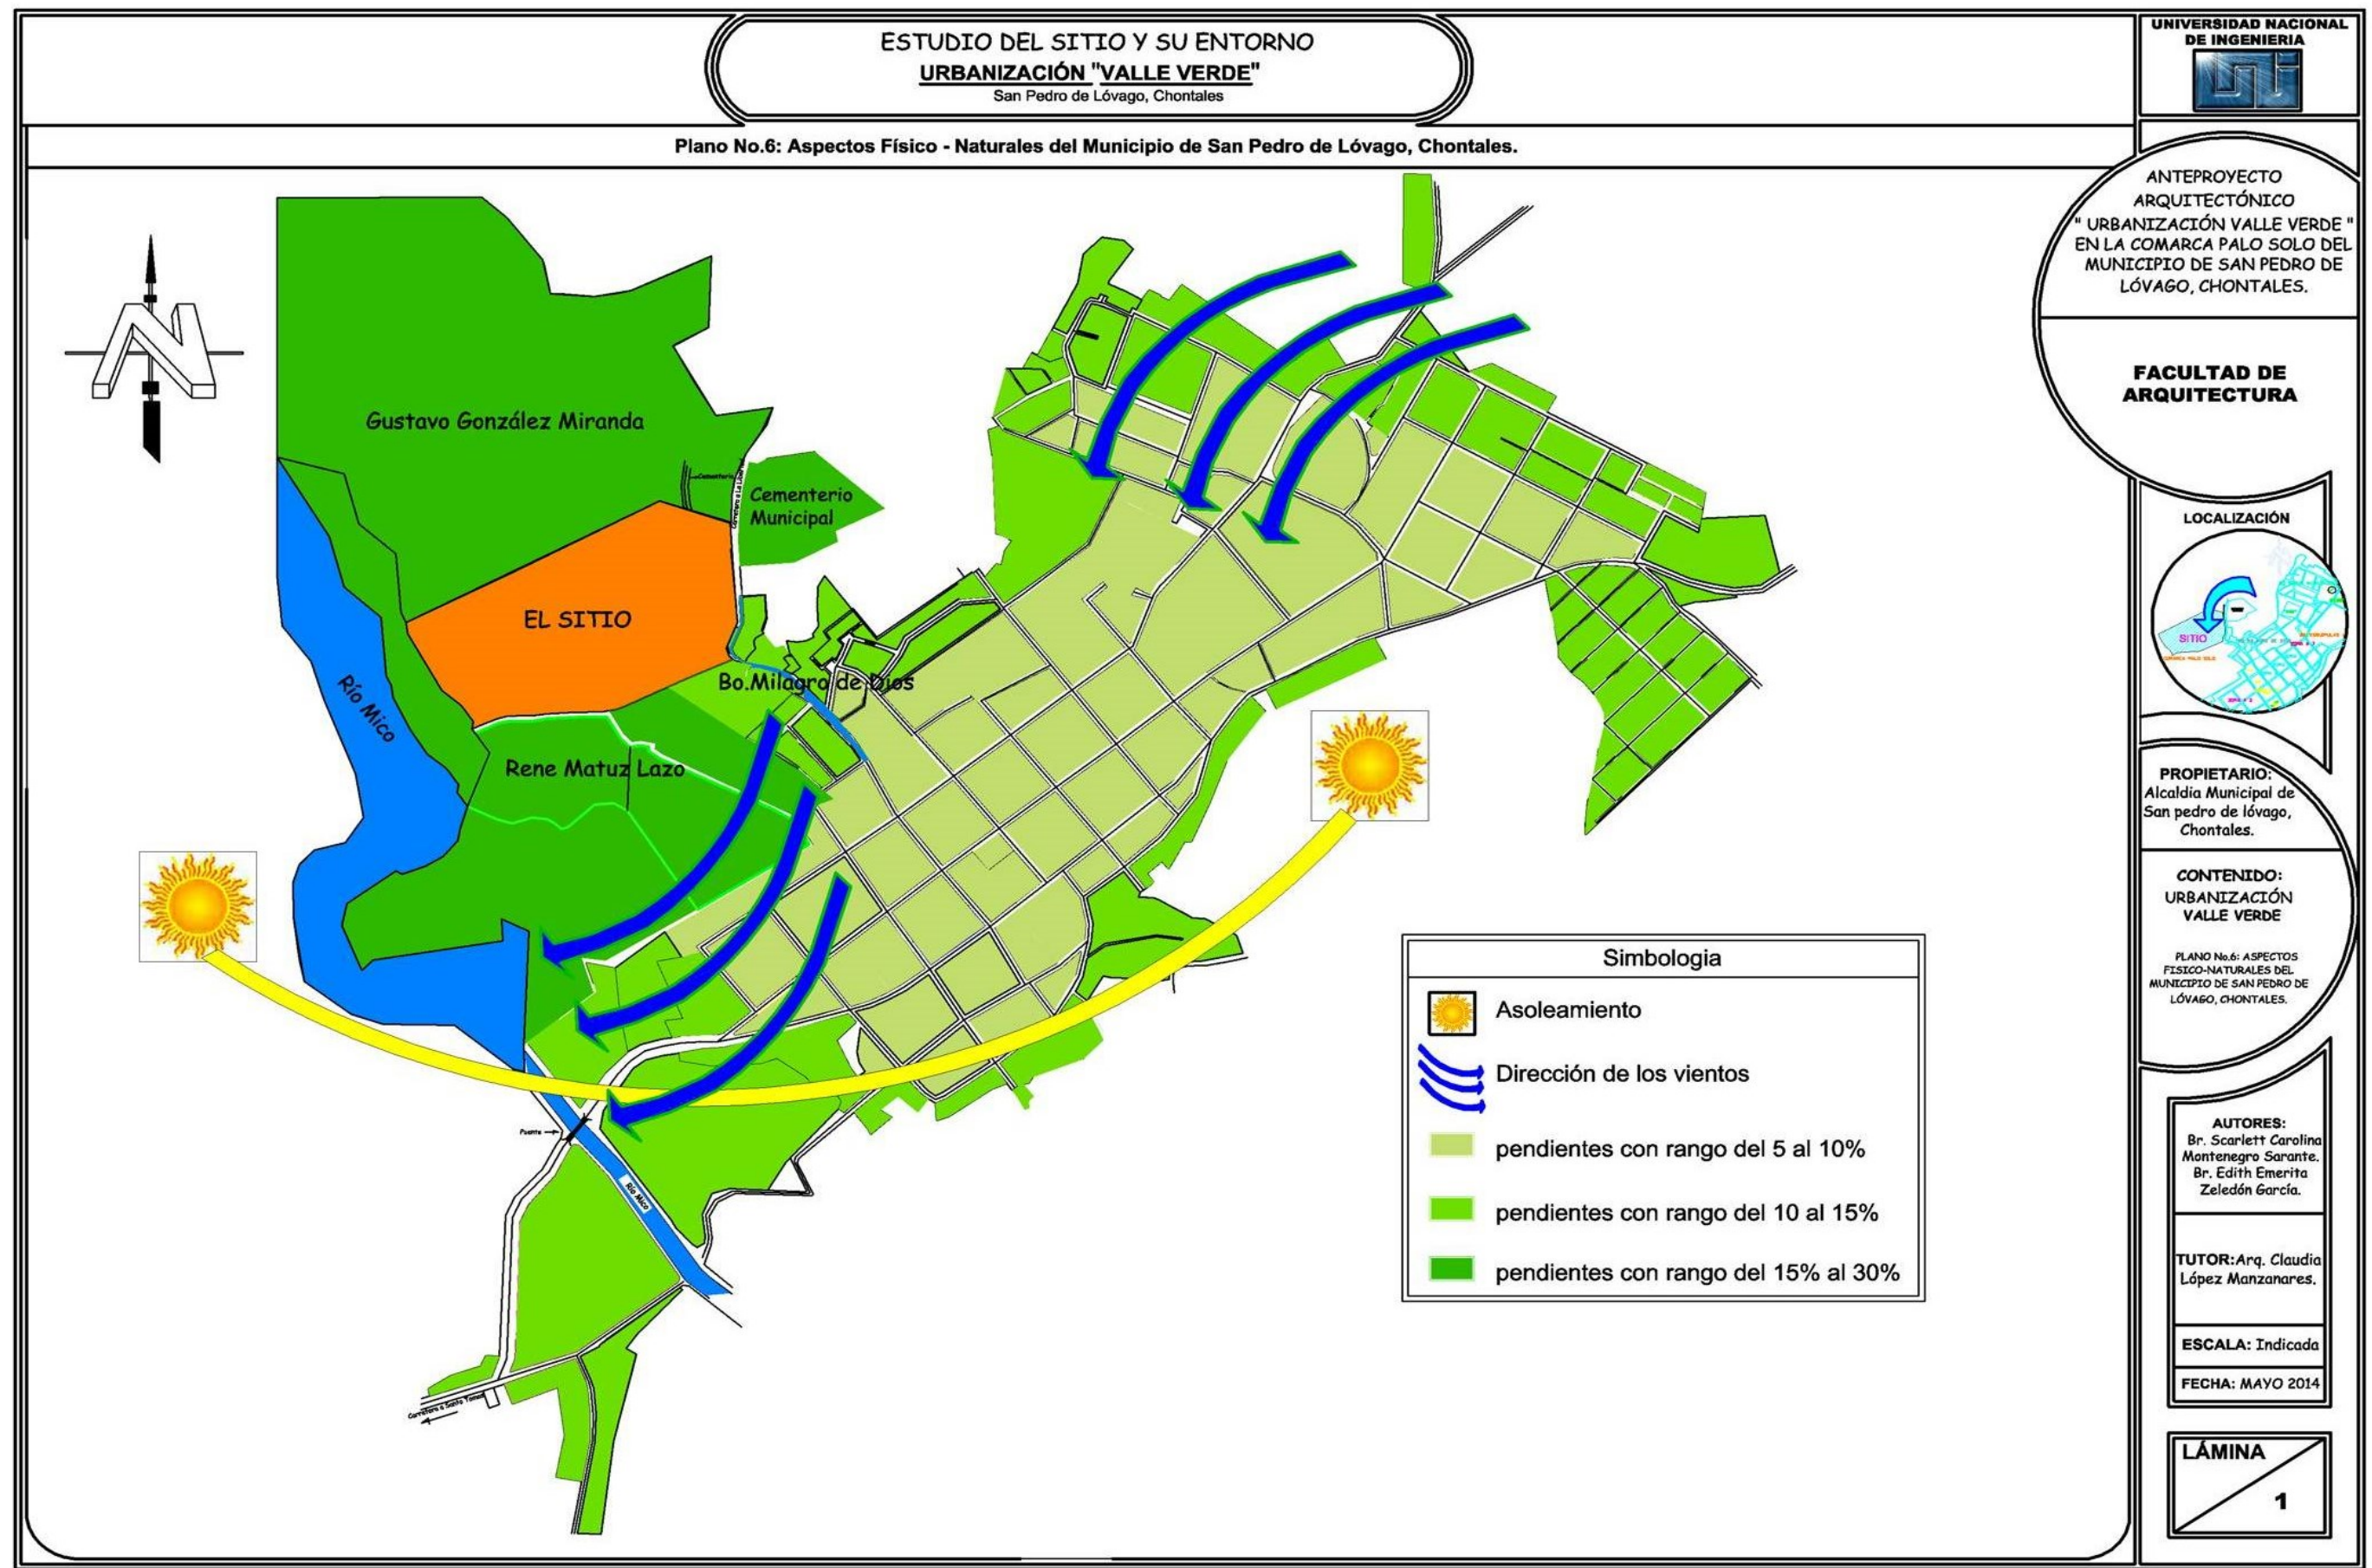 ESTUDIO DEL SITIO Y SU ENTORNO
URBANIZACIÓN "VALLE VERDE"
San Pedro de Lóvago, Chontales
Plano No.6: Aspectos Físico - Naturales del Municipio de San Pedro de Lóvago, Chontales.
UNIVERSIDAD NACIONAL
DE INGENIERIA
ANTEPROYECTO
ARQUITECTÓNICO
" URBANIZACIÓN VALLE VERDE "
EN LA COMARCA PALO SOLO DEL
MUNICIPIO DE SAN PEDRO DE
LÓVAGO, CHONTALES.
FACULTAD DE
ARQUITECTURA
LOCALIZACIÓN
SITIO
PROPIETARIO:
Alcaldia Municipal de
San pedro de lóvago,
Chontales.
CONTENIDO:
URBANIZACIÓN
VALLE VERDE
PLANO No.6: ASPECTOS
FISICO-NATURALES DEL
MUNICIPIO DE SAN PEDRO DE
LÓVAGO, CHONTALES.
AUTORES:
Br. Scarlett Carolina
Montenegro Sarante.
Br. Edith Emerita
Zeledón García.
TUTOR:Arq. Claudia
López Manzanares.
ESCALA: Indicada
FECHA: MAYO 2014
LÁMINA
1
N
Gustavo González Miranda
Cementerio
Cementerio
Municipal
EL SITIO
Río Mico
Bo.Milagro de Dios
Rene Matuz Lazo
Puente
Río Mico
Carretera a Santo Tomas
Simbologia
Asoleamiento
Dirección de los vientos
pendientes con rango del 5 al 10%
pendientes con rango del 10 al 15%
pendientes con rango del 15% al 30%